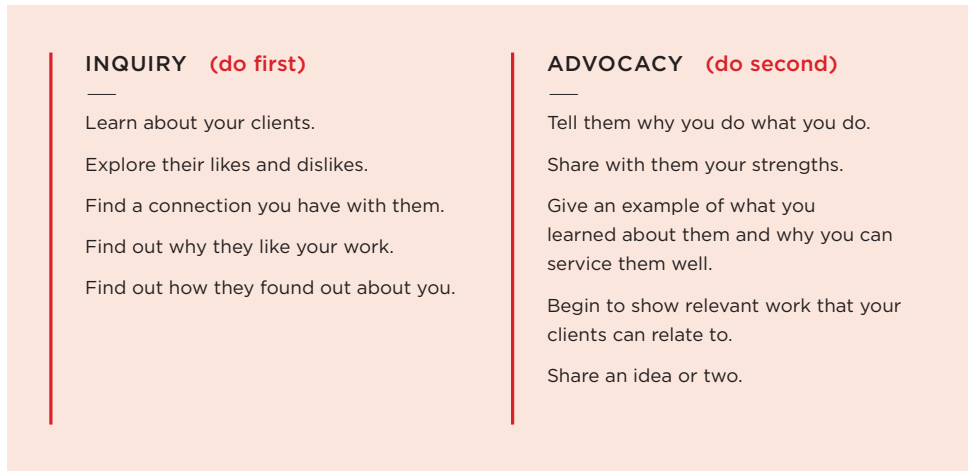 INQUIRY (do first)
Learn about your clients.
Explore their likes and dislikes.
Find a connection you have with them.
Find out why they like your work.
Find out how they found out about you.
ADVOCACY (do second)
Tell them why you do what you do.
Share with them your strengths.
Give an example of what you
learned about them and why you can
service them well.
Begin to show relevant work that your
clients can relate to.
Share an idea or two.